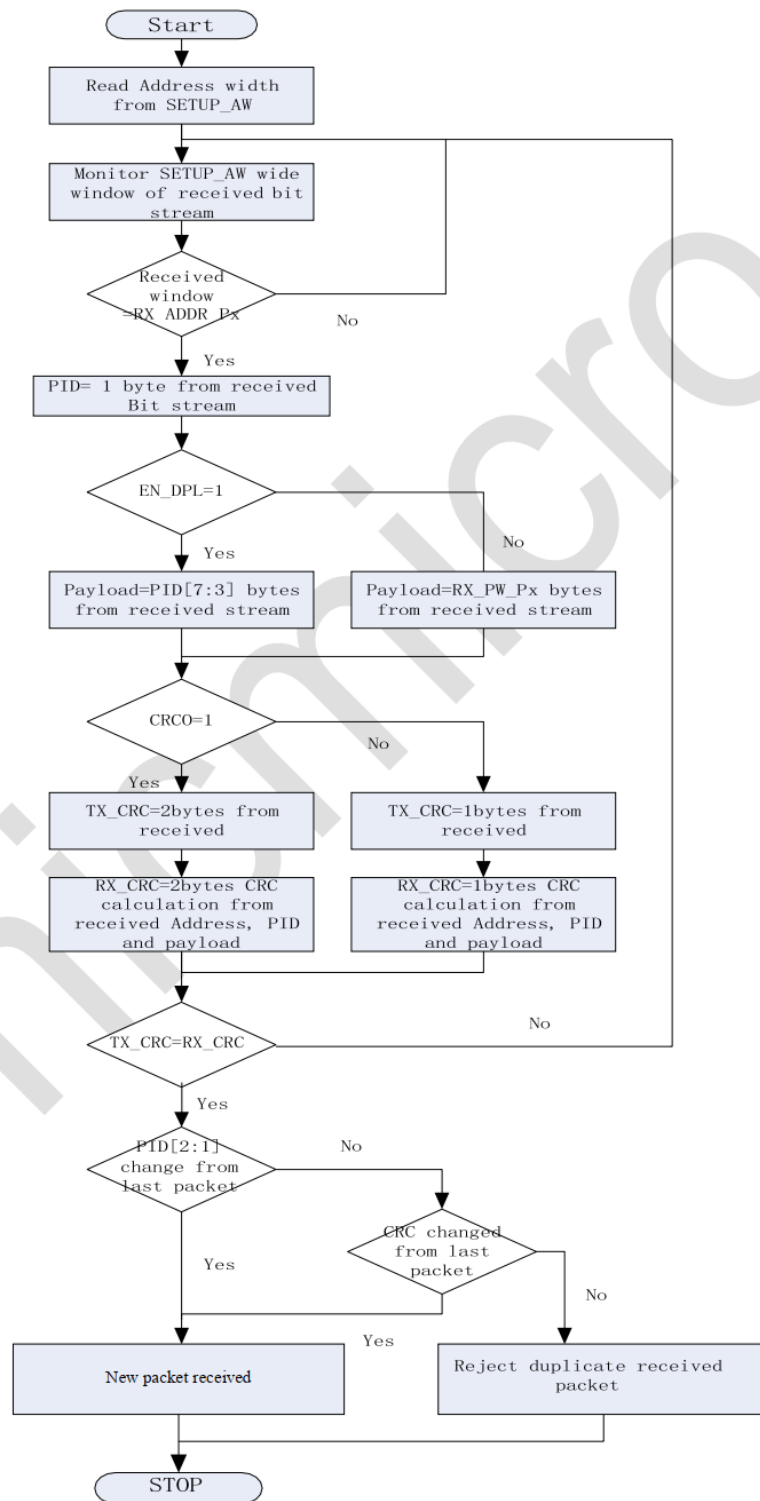 Start
Read Address width
from SETUP_AW
Monitor SETUP_AW wide
window of received bit
stream
Received
window
=RX_ADDR_Px
No
Yes
PID= 1 byte from received
Bit stream
EN_DPL=1
No
Yes
Payload=PID[7:3] bytes
from received stream
Payload=RX_PW_Px bytes
from received stream
CRCO=1
No
Yes
TX_CRC=2bytes from
received
TX_CRC=1bytes from
received
RX_CRC=2bytes CRC
calculation from
received Address, PID
and payload
RX_CRC=1bytes CRC
calculation from
received Address, PID
and payload
No
TX_CRC=RX_CRC
Yes
PID[2:1]
change from
last packet
No
CRC changed
from last
packet
Yes
No
Yes
New packet received
Reject duplicate received
packet
STOP
nicmicro